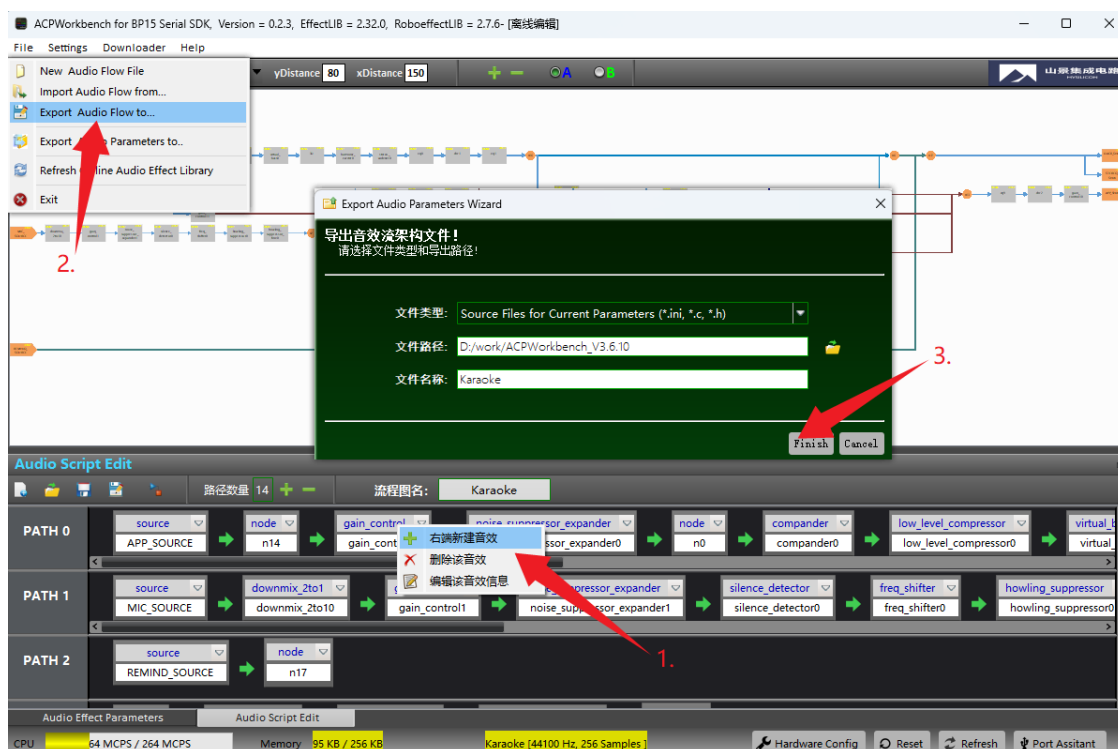 ACPWorkbench for BP15 Serial SDK, Version = 0.2.3, EffectLIB = 2.32.0, RoboeffectLIB = 2.7.6- [离线编辑]
File Settings Downloader Help
New Audio Flow File
yDistance 80 xDistance 150
A B
山景集成电路
Import Audio Flow from...
Export Audio Flow to...
Export Parameters to..
Refresh Audio Effect Library
Exit
Export Audio Parameters Wizard
导出音效流架构文件!
请选择文件类型和导出路径!
2.
文件类型: Source Files for Current Parameters (*.ini, *.c, *.h)
文件路径: D:/work/ACPWorkbench_V3.6.10
3.
文件名称: Karaoke
Finish Cancel
Audio Script Edit
路径数量 14 流程图名: Karaoke
PATH 0
source node gain_control noise_suppressor_expander node compander low_level_compressor
APP_SOURCE n14 n0 compander0 low_level_compressor0 virtual
右端新建音效
删除该音效
编辑该音效信息
PATH 1
source downmix_2to1 silence_detector freq_shifter howling_suppressor
MIC_SOURCE downmix_2to10 gain_control1 noise_suppressor_expander1 silence_detector0 freq_shifter0 howling_suppressor0
1.
PATH 2
source node
REMIND_SOURCE n17
Audio Effect Parameters Audio Script Edit
CPU 64 MCPS / 264 MCPS Memory 95 KB / 256 KB Karaoke [44100 Hz, 256 Samples ] Hardware Config Reset Refresh Port Assitant